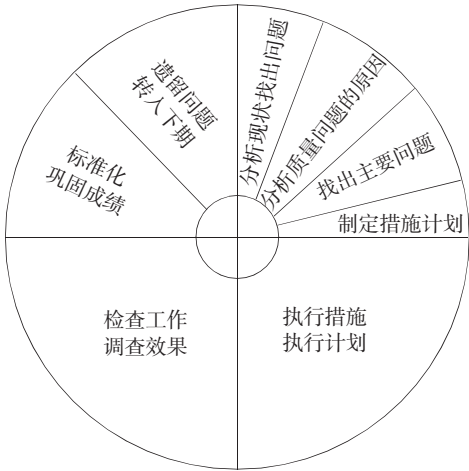 分析现状找出问题
分析质量问题的原因
找出主要问题
制定措施计划
执行措施
执行计划
检查工作
调查效果
标准化
巩固成绩
遗留问题
转入下期